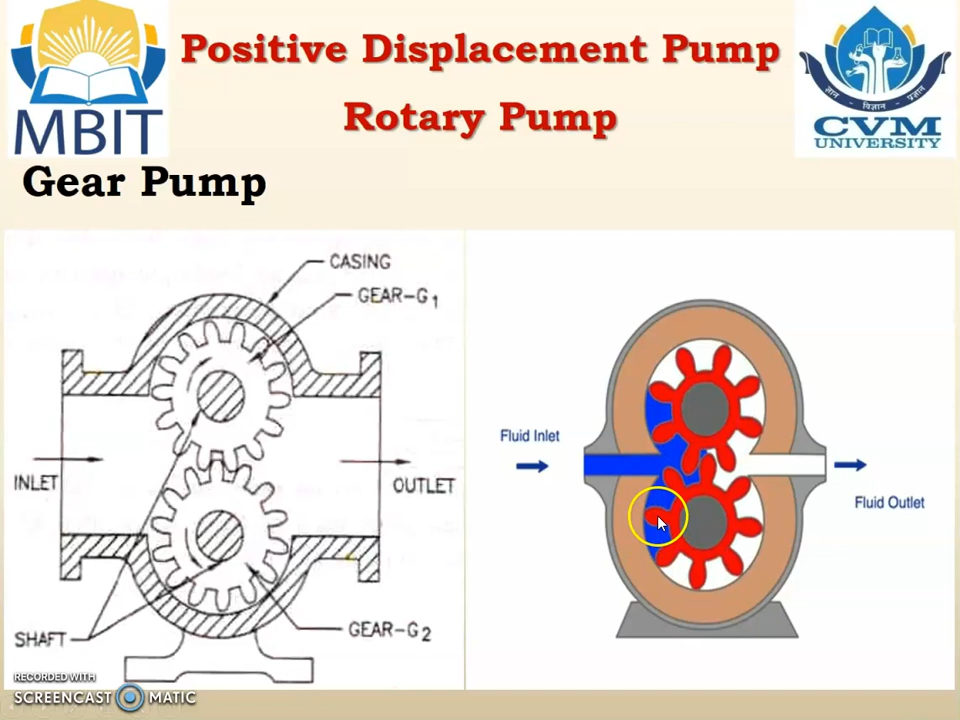 MBIT
Positive Displacement Pump
Rotary Pump
ज्ञान - विज्ञान - प्रज्ञान
CVM
UNIVERSITY
Gear Pump
CASING
GEAR-G1
INLET
OUTLET
SHAFT
GEAR-G2
Fluid Inlet
Fluid Outlet
RECORDED WITH
SCREENCAST MATIC